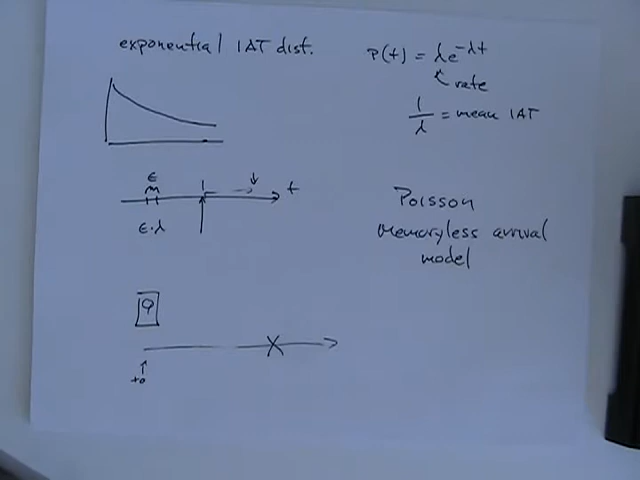 exponential IAT dist.
P(t) = λe^-λt
rate
1/λ = mean IAT
ε
t
ε·λ
Poisson
memoryless arrival
model
t0